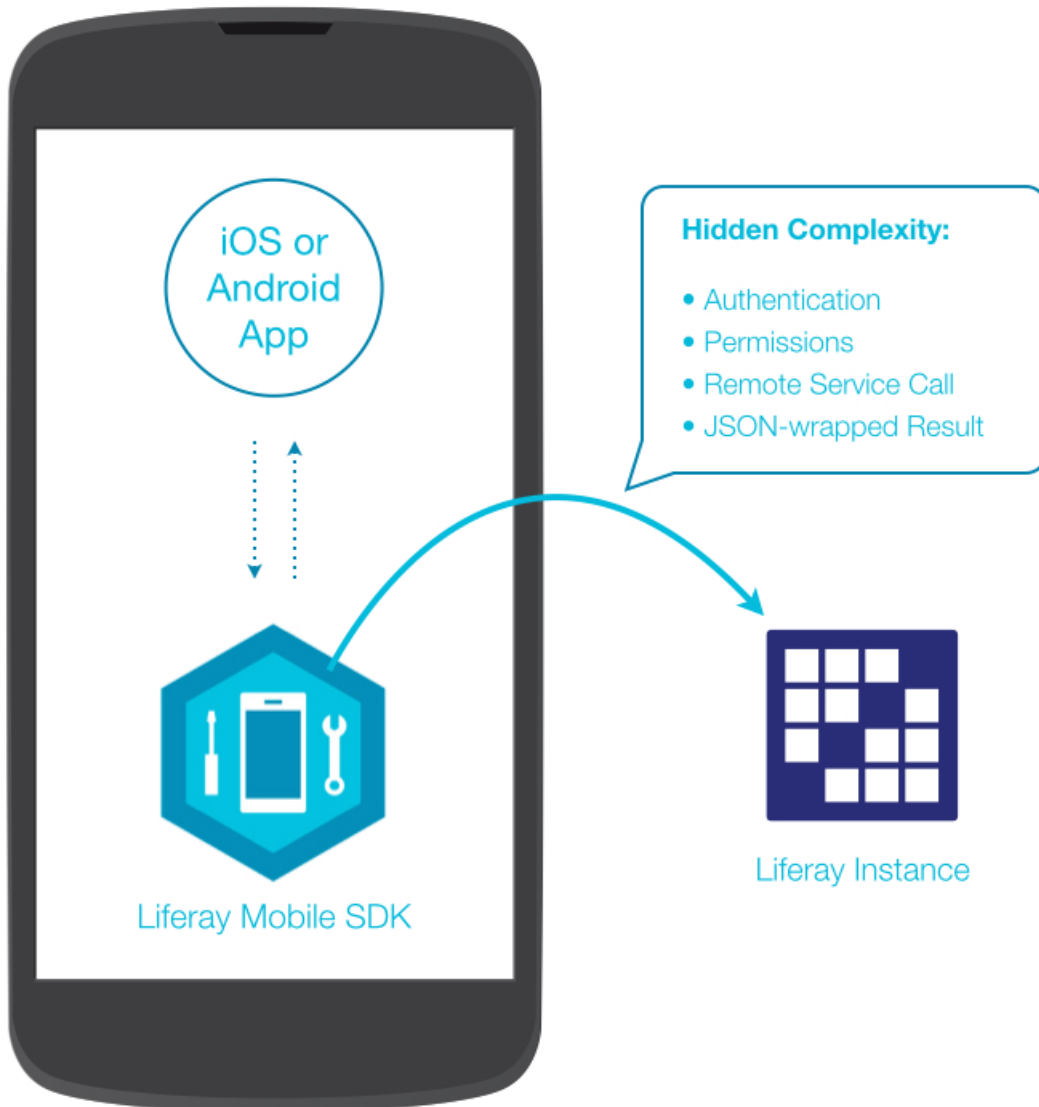 iOS or
Android
App
Hidden Complexity:
• Authentication
• Permissions
• Remote Service Call
• JSON-wrapped Result
Liferay Mobile SDK
Liferay Instance